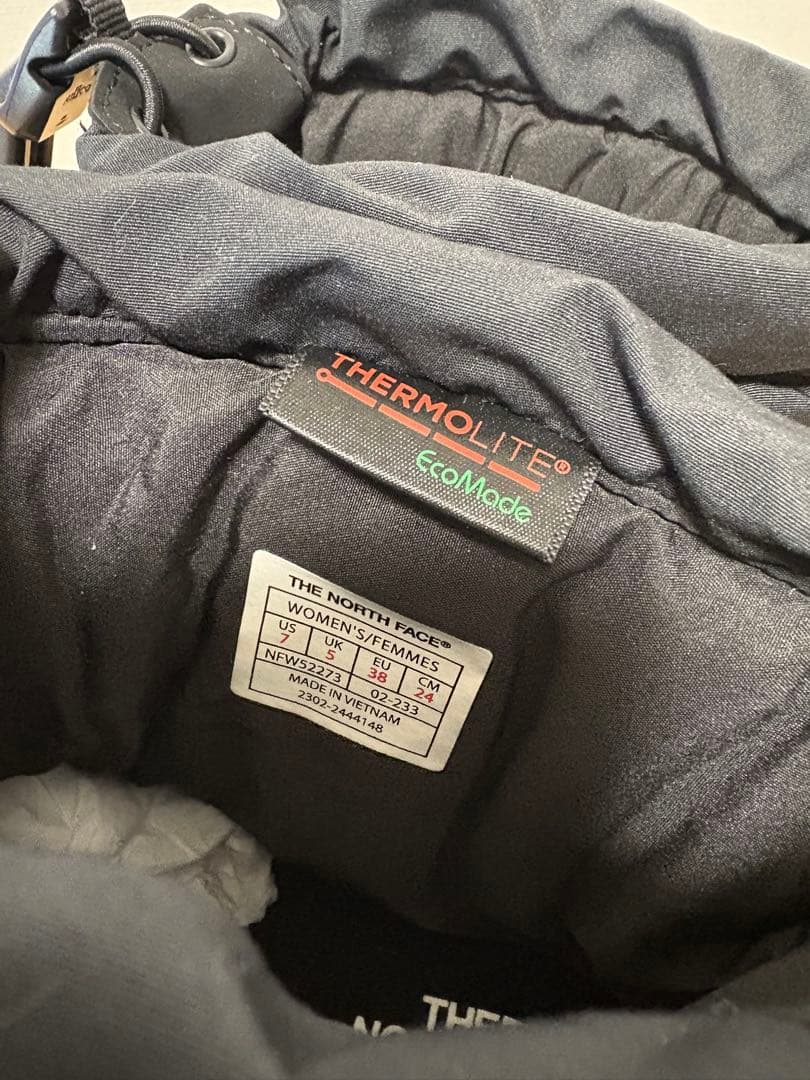 THERMOLITE®
EcoMade
THE NORTH FACE®
WOMEN'S/FEMMES
US UK EU CM
7 5 38 24
NFW52273 02-233
MADE IN VIETNAM
2302-2444148
THE